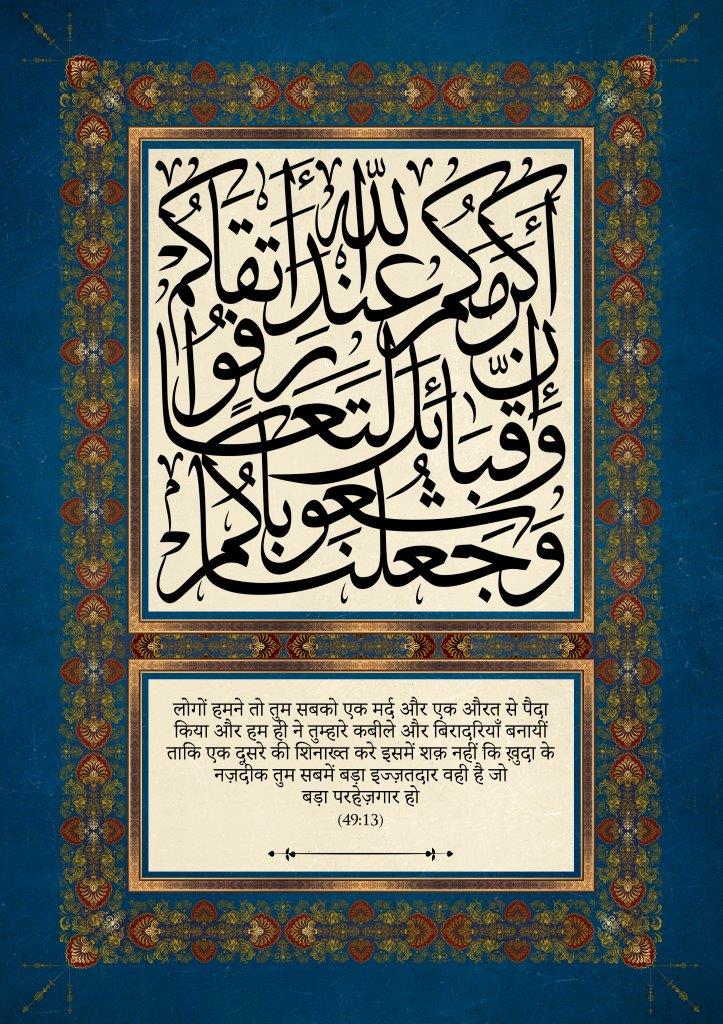 وجعلناكم شعوبا
وقبائل لتعارفوا
إن أكرمكم عند الله أتقاكم
लोगों हमने तो तुम सबको एक मर्द और एक औरत से पैदा
किया और हम ही ने तुम्हारे कबीले और बिरादरियाँ बनायीं
ताकि एक दूसरे की शिनाख्त करे इसमें शक़ नहीं कि ख़ुदा के
नज़दीक तुम सबमें बड़ा इज्ज़तदार वही है जो
बड़ा परहेज़गार हो
(49:13)